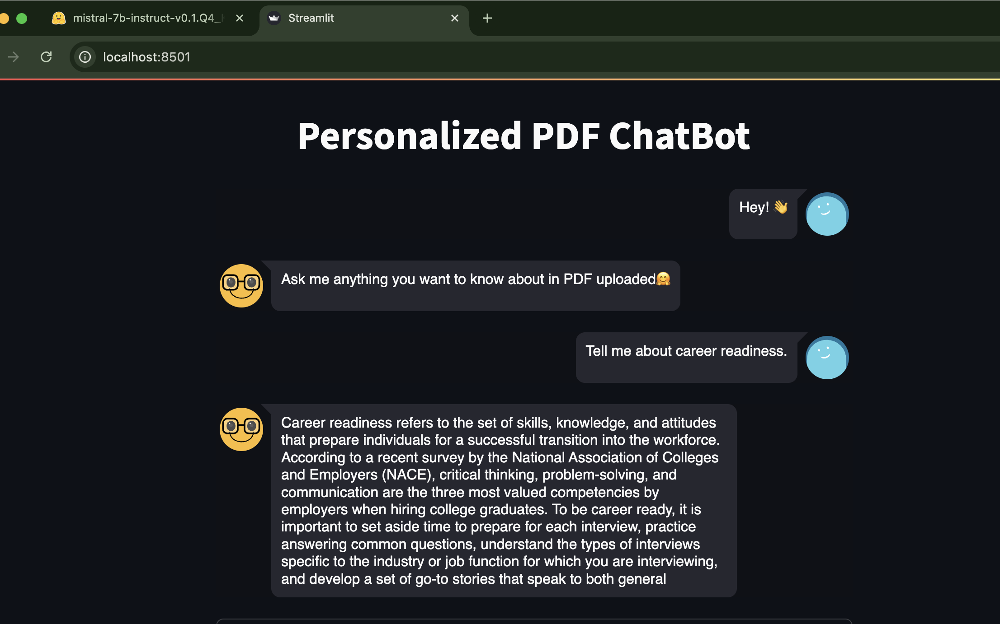 mistral-7b-instruct-v0.1.Q4_
Streamlit
localhost:8501
Personalized PDF ChatBot
Hey! 👋
Ask me anything you want to know about in PDF uploaded🤗
Tell me about career readiness.
Career readiness refers to the set of skills, knowledge, and attitudes
that prepare individuals for a successful transition into the workforce.
According to a recent survey by the National Association of Colleges
and Employers (NACE), critical thinking, problem-solving, and
communication are the three most valued competencies by
employers when hiring college graduates. To be career ready, it is
important to set aside time to prepare for each interview, practice
answering common questions, understand the types of interviews
specific to the industry or job function for which you are interviewing,
and develop a set of go-to stories that speak to both general